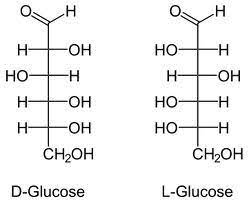 O H O H
H OH HO H
HO H H OH
H OH HO H
H OH HO H
CH2OH CH2OH
D-Glucose L-Glucose